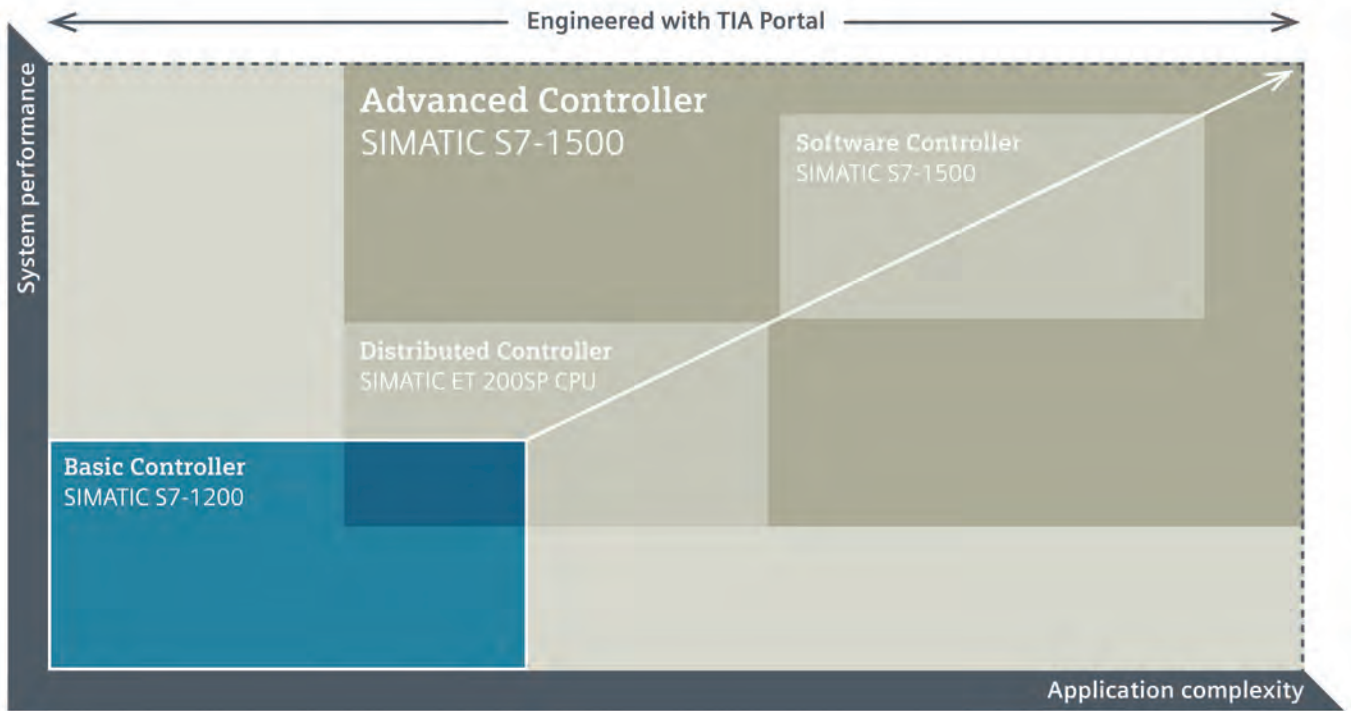 Engineered with TIA Portal
System performance
Advanced Controller
SIMATIC S7-1500
Software Controller
SIMATIC S7-1500
Distributed Controller
SIMATIC ET 200SP CPU
Basic Controller
SIMATIC S7-1200
Application complexity